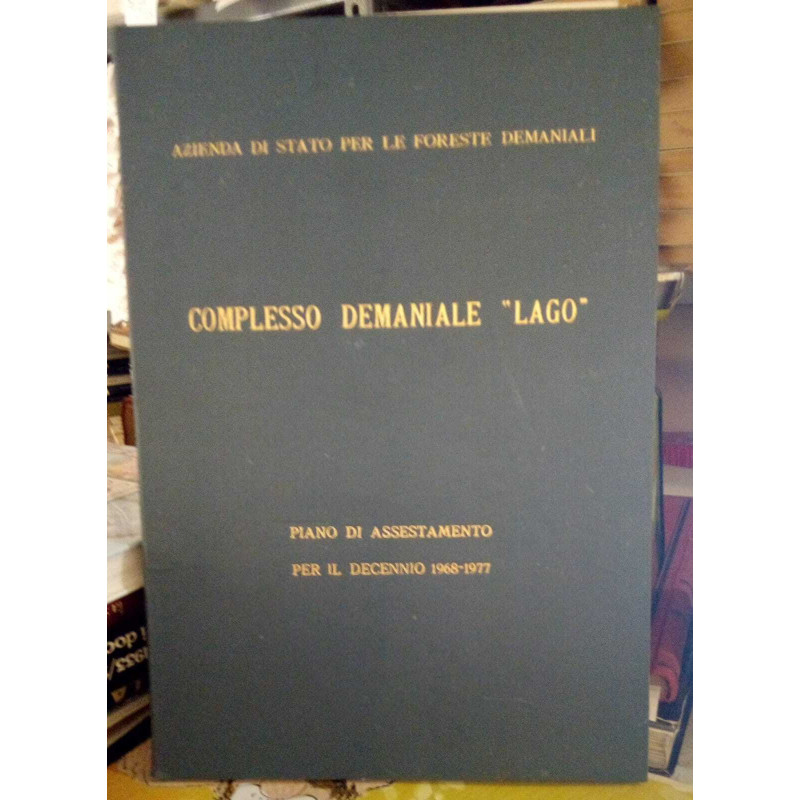 AZIENDA DI STATO PER LE FORESTE DEMANIALI
COMPLESSO DEMANIALE "LAGO"
PIANO DI ASSESTAMENTO
PER IL DECENNIO 1968-1977